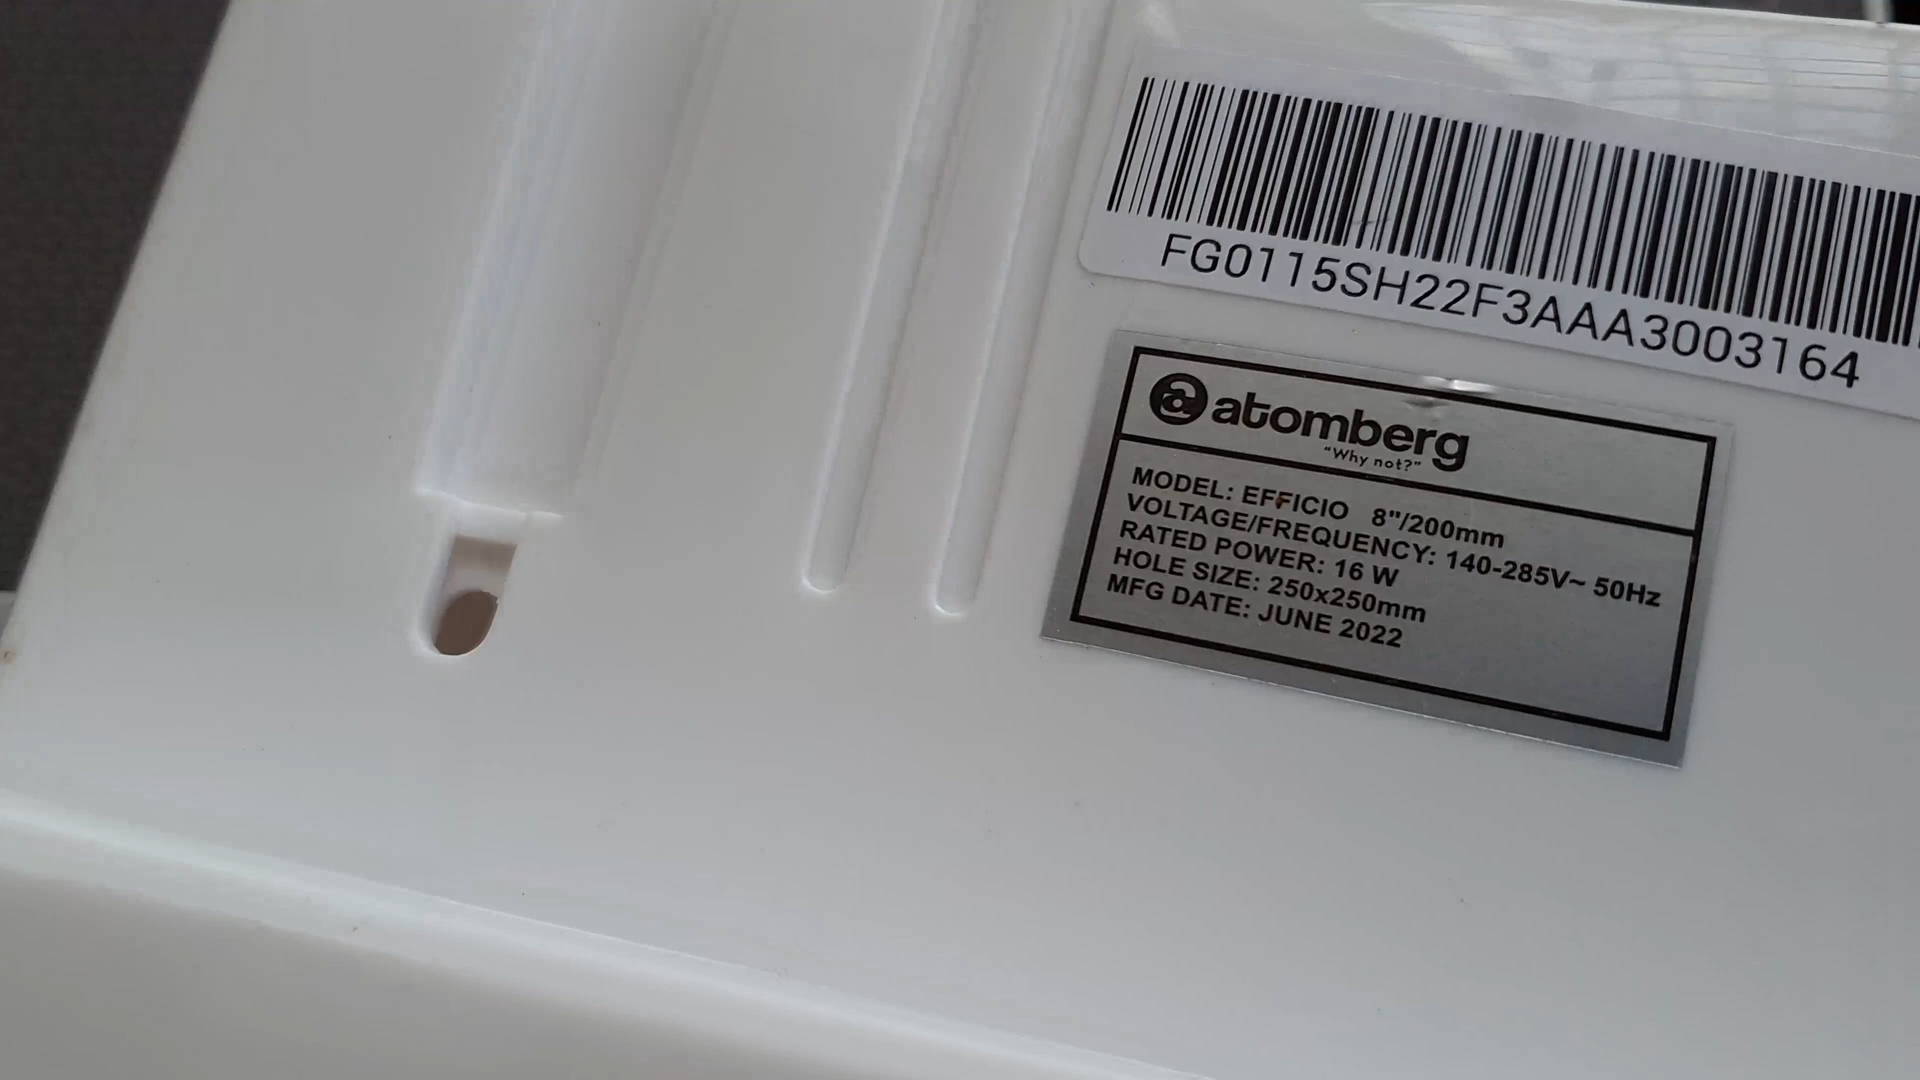 FG0115SH22F3AAA3003164
atomberg
"Why not?"
MODEL: EFFICIO 8"/200mm
VOLTAGE/FREQUENCY: 140-285V~ 50Hz
RATED POWER: 16 W
HOLE SIZE: 250x250mm
MFG DATE: JUNE 2022